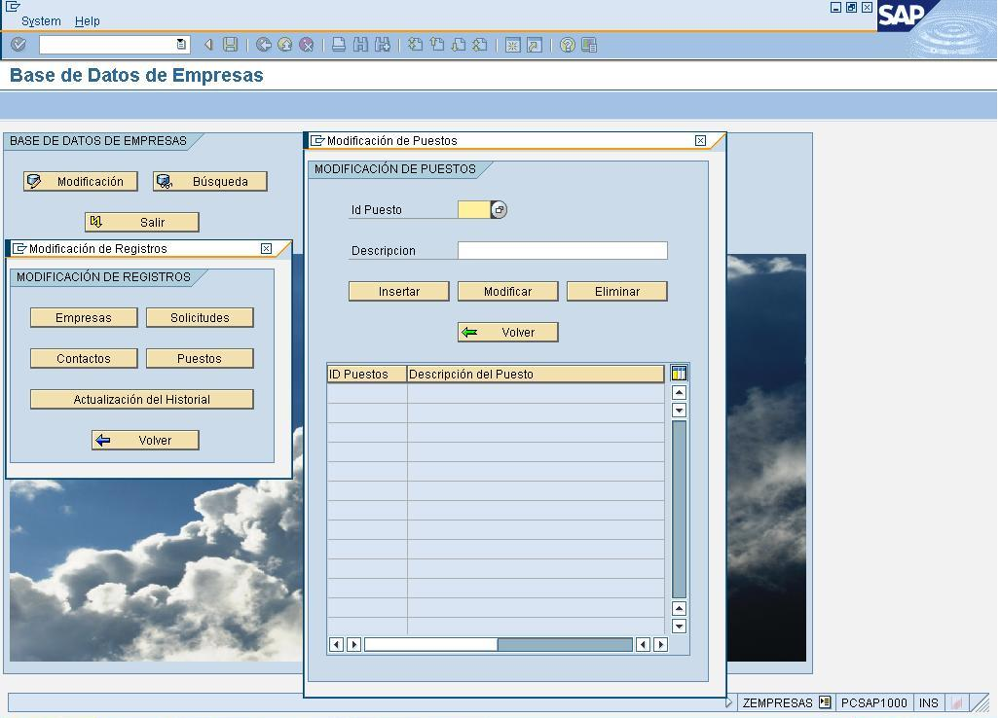 System Help
SAP
Base de Datos de Empresas
BASE DE DATOS DE EMPRESAS
Modificación Búsqueda
Salir
Modificación de Registros
MODIFICACIÓN DE REGISTROS
Empresas Solicitudes
Contactos Puestos
Actualización del Historial
Volver
Modificación de Puestos
MODIFICACIÓN DE PUESTOS
Id Puesto
Descripcion
Insertar Modificar Eliminar
Volver
ID Puestos Descripción del Puesto
ZEMPRESAS PCSAP1000 INS